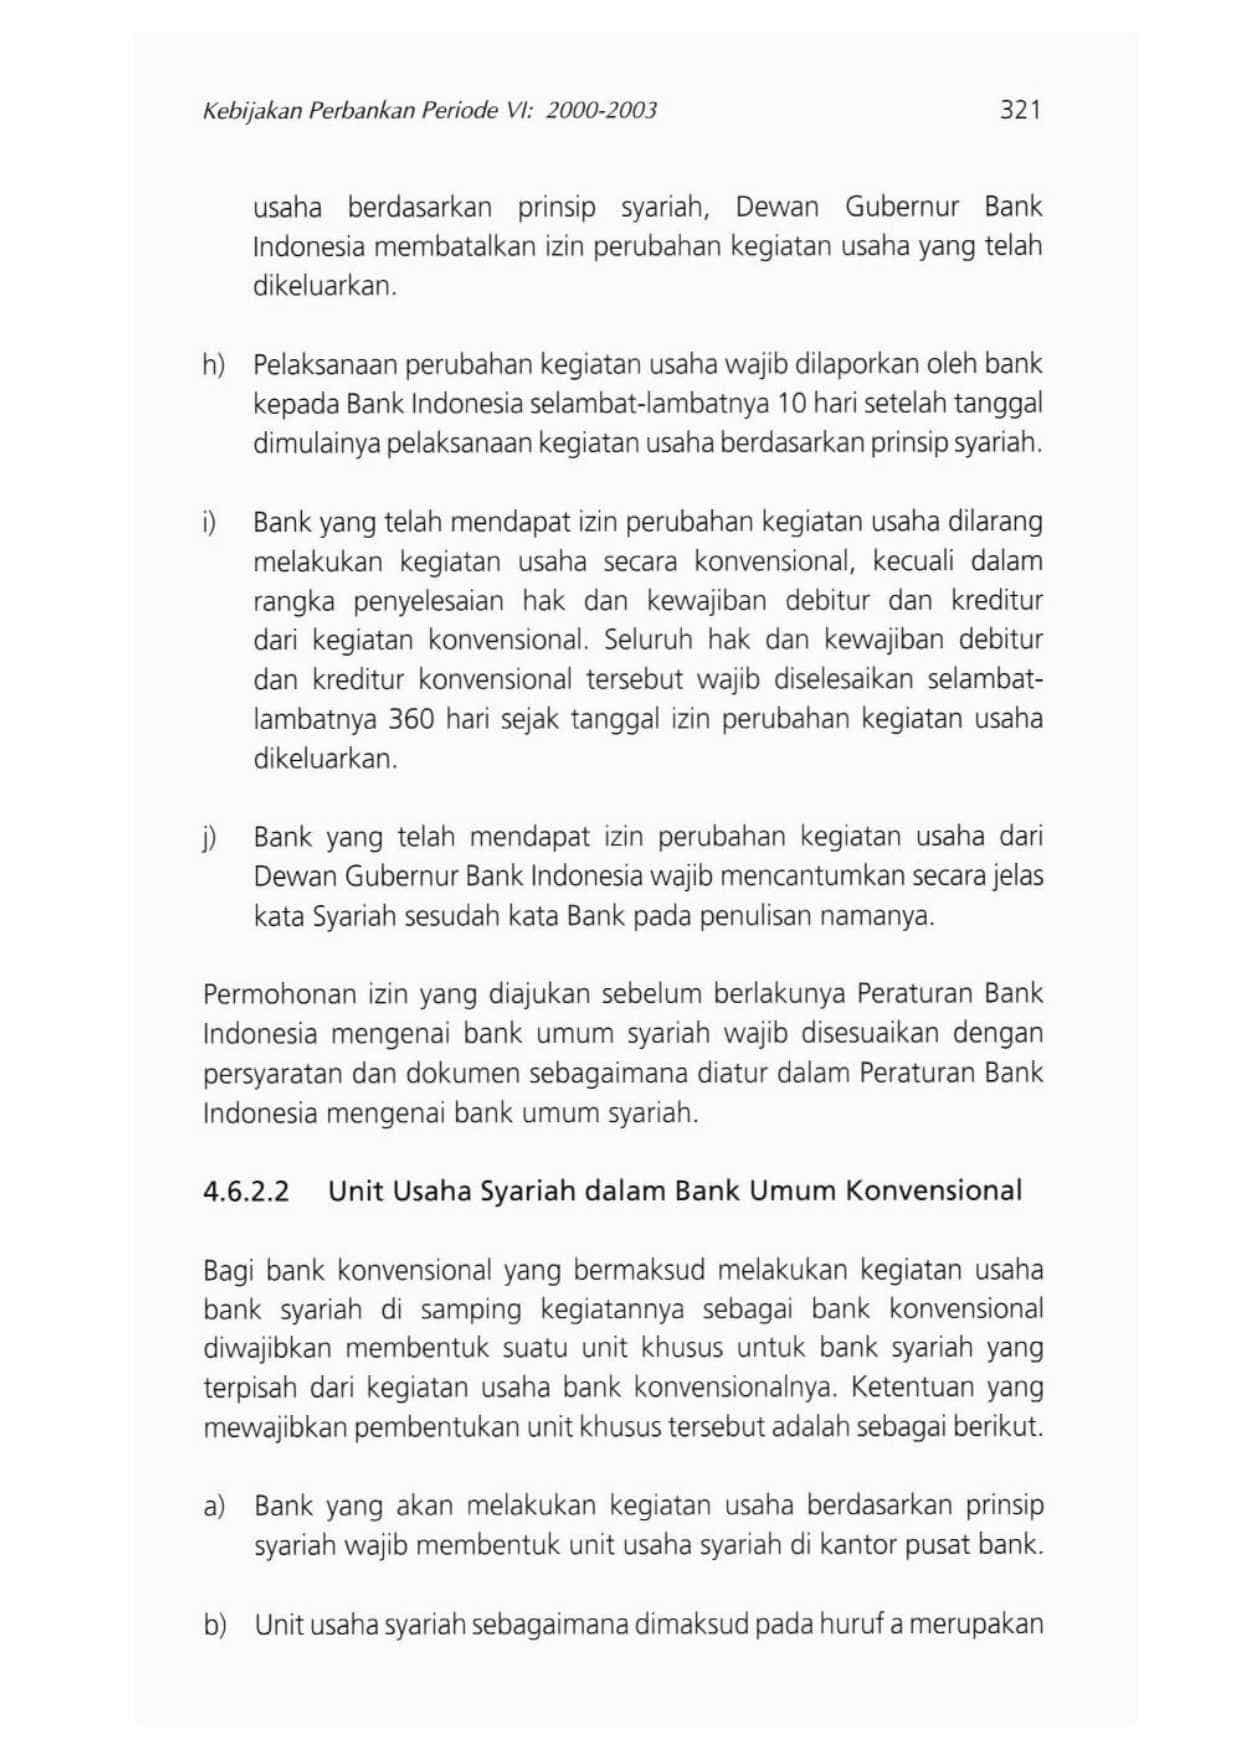 Kebijakan Perbankan Periode VI: 2000-2003 321
usaha berdasarkan prinsip syariah, Dewan Gubernur Bank
Indonesia membatalkan izin perubahan kegiatan usaha yang telah
dikeluarkan.
h) Pelaksanaan perubahan kegiatan usaha wajib dilaporkan oleh bank
kepada Bank Indonesia selambat-lambatnya 10 hari setelah tanggal
dimulainya pelaksanaan kegiatan usaha berdasarkan prinsip syariah.
i) Bank yang telah mendapat izin perubahan kegiatan usaha dilarang
melakukan kegiatan usaha secara konvensional, kecuali dalam
rangka penyelesaian hak dan kewajiban debitur dan kreditur
dari kegiatan konvensional. Seluruh hak dan kewajiban debitur
dan kreditur konvensional tersebut wajib diselesaikan selambat-
lambatnya 360 hari sejak tanggal izin perubahan kegiatan usaha
dikeluarkan.
j) Bank yang telah mendapat izin perubahan kegiatan usaha dari
Dewan Gubernur Bank Indonesia wajib mencantumkan secara jelas
kata Syariah sesudah kata Bank pada penulisan namanya.
Permohonan izin yang diajukan sebelum berlakunya Peraturan Bank
Indonesia mengenai bank umum syariah wajib disesuaikan dengan
persyaratan dan dokumen sebagaimana diatur dalam Peraturan Bank
Indonesia mengenai bank umum syariah.
4.6.2.2 Unit Usaha Syariah dalam Bank Umum Konvensional
Bagi bank konvensional yang bermaksud melakukan kegiatan usaha
bank syariah di samping kegiatannya sebagai bank konvensional
diwajibkan membentuk suatu unit khusus untuk bank syariah yang
terpisah dari kegiatan usaha bank konvensionalnya. Ketentuan yang
mewajibkan pembentukan unit khusus tersebut adalah sebagai berikut.
a) Bank yang akan melakukan kegiatan usaha berdasarkan prinsip
syariah wajib membentuk unit usaha syariah di kantor pusat bank.
b) Unit usaha syariah sebagaimana dimaksud pada huruf a merupakan